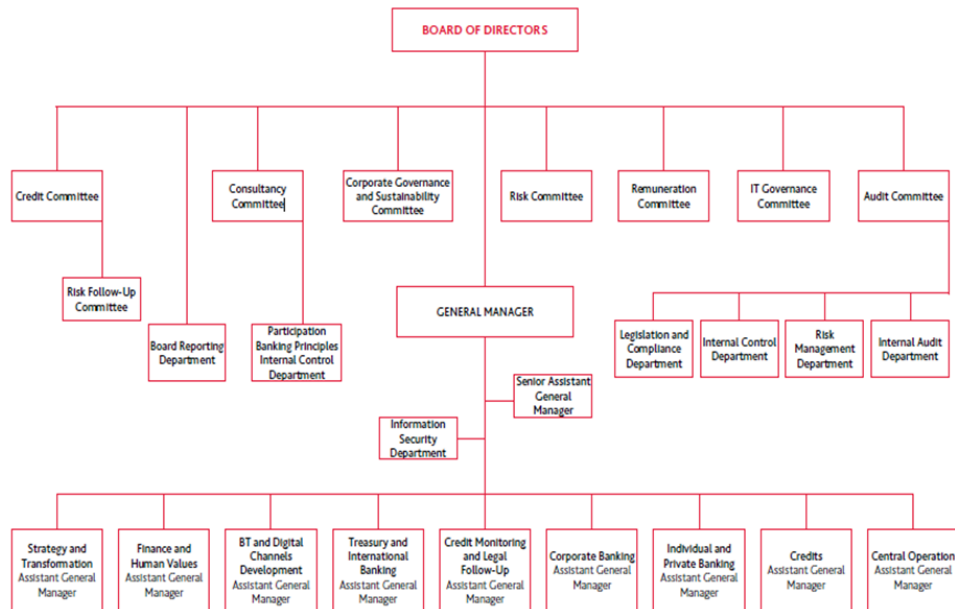 BOARD OF DIRECTORS
Credit Committee
Consultancy
Committee
Corporate Governance
and Sustainability
Committee
Risk Committee
Remuneration
Committee
IT Governance
Committee
Audit Committee
Risk Follow-Up
Committee
Board Reporting
Department
Participation
Banking Principles
Internal Control
Department
GENERAL MANAGER
Legislation and
Compliance
Department
Internal Control
Department
Risk
Management
Department
Internal Audit
Department
Senior Assistant
General
Manager
Information
Security
Department
Strategy and
Transformation
Assistant General
Manager
Finance and
Human Values
Assistant General
Manager
BT and Digital
Channels
Development
Assistant General
Manager
Treasury and
International
Banking
Assistant General
Manager
Credit Monitoring
and Legal
Follow-Up
Assistant General
Manager
Corporate Banking
Assistant General
Manager
Individual and
Private Banking
Assistant General
Manager
Credits
Assistant General
Manager
Central Operation
Assistant General
Manager